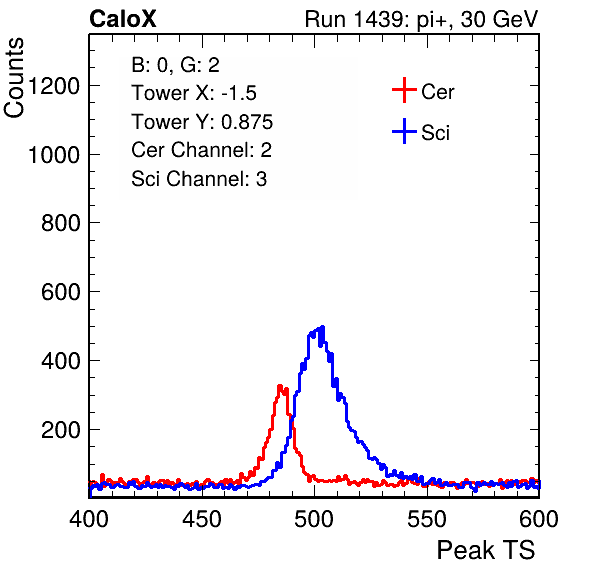 CaloX Run 1439: pi+, 30 GeV
Counts
B: 0, G: 2
Tower X: -1.5
Tower Y: 0.875
Cer Channel: 2
Sci Channel: 3
Cer
Sci
1200
1000
800
600
400
200
400 450 500 550 600
Peak TS